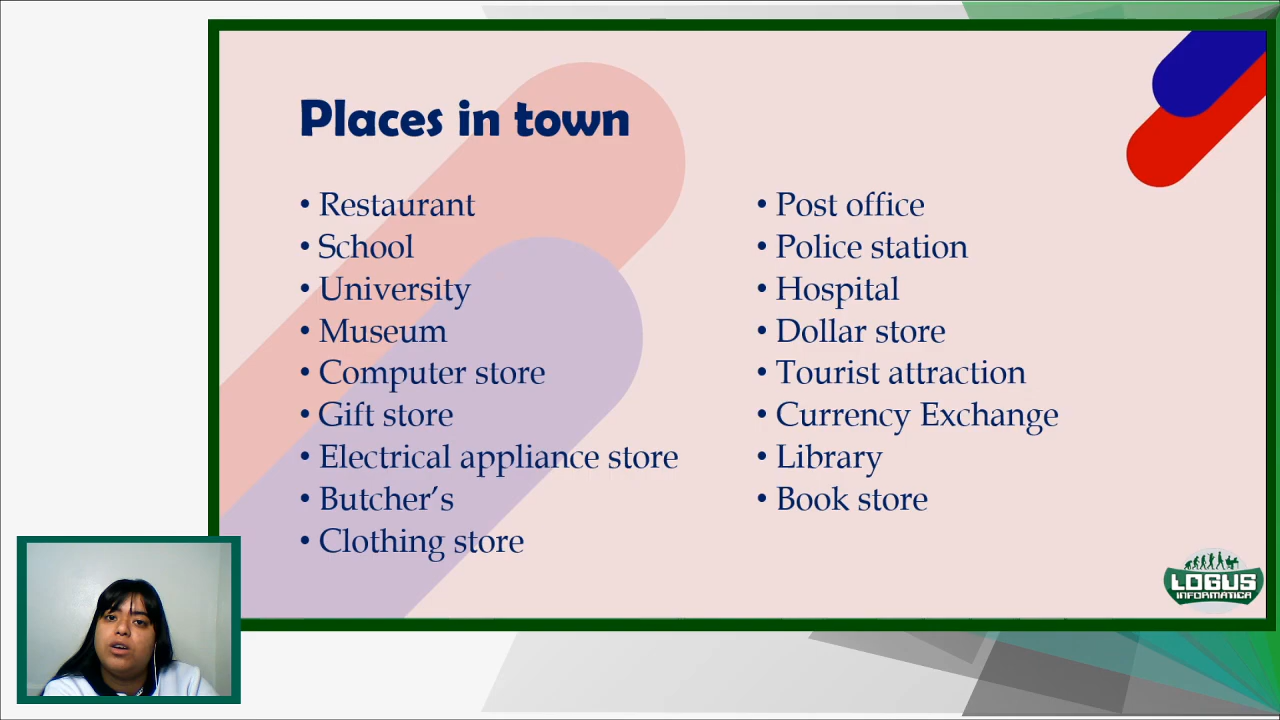 Places in town
• Restaurant
• School
• University
• Museum
• Computer store
• Gift store
• Electrical appliance store
• Butcher’s
• Clothing store
• Post office
• Police station
• Hospital
• Dollar store
• Tourist attraction
• Currency Exchange
• Library
• Book store
LOGUS
INFORMATICA